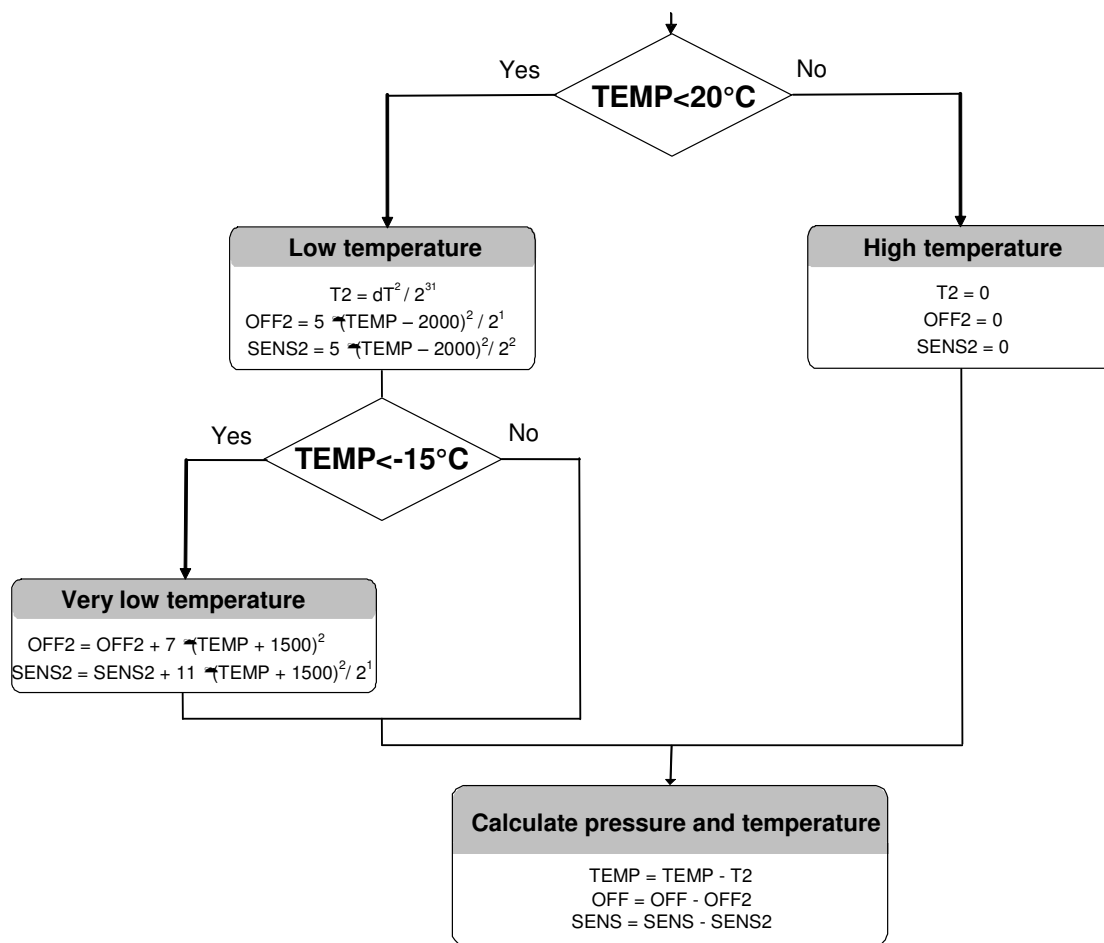 Yes
No
TEMP<20°C
Low temperature
T2 = dT² / 2³¹
OFF2 = 5 (TEMP – 2000)² / 2¹
SENS2 = 5 (TEMP – 2000)² / 2²
High temperature
T2 = 0
OFF2 = 0
SENS2 = 0
Yes
No
TEMP<-15°C
Very low temperature
OFF2 = OFF2 + 7 (TEMP + 1500)²
SENS2 = SENS2 + 11 (TEMP + 1500)² / 2¹
Calculate pressure and temperature
TEMP = TEMP - T2
OFF = OFF - OFF2
SENS = SENS - SENS2